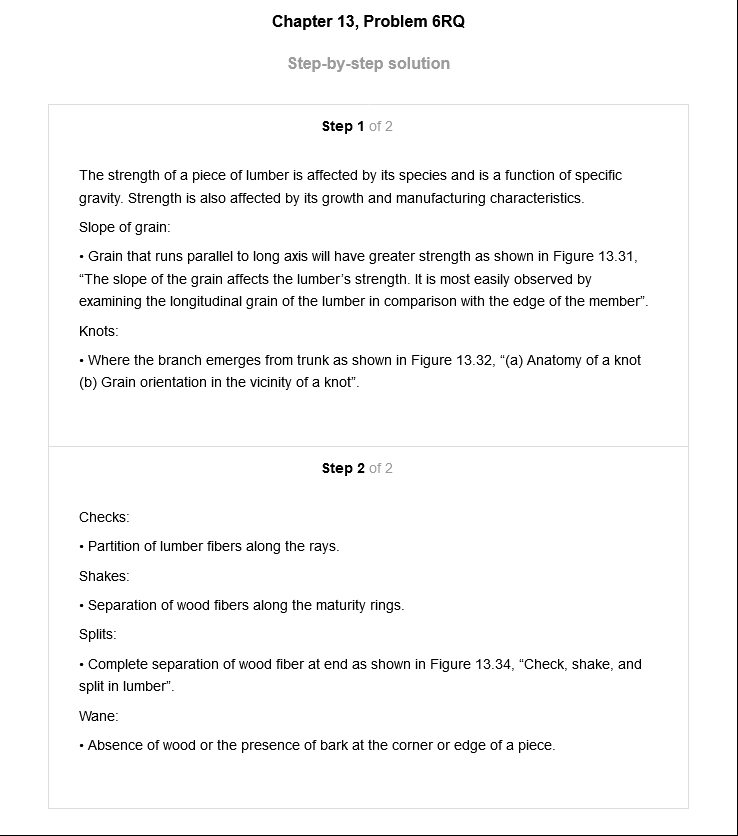 Chapter 13, Problem 6RQ
Step-by-step solution
Step 1 of 2
The strength of a piece of lumber is affected by its species and is a function of specific
gravity. Strength is also affected by its growth and manufacturing characteristics.
Slope of grain:
• Grain that runs parallel to long axis will have greater strength as shown in Figure 13.31,
“The slope of the grain affects the lumber’s strength. It is most easily observed by
examining the longitudinal grain of the lumber in comparison with the edge of the member”.
Knots:
• Where the branch emerges from trunk as shown in Figure 13.32, “(a) Anatomy of a knot
(b) Grain orientation in the vicinity of a knot”.
Step 2 of 2
Checks:
• Partition of lumber fibers along the rays.
Shakes:
• Separation of wood fibers along the maturity rings.
Splits:
• Complete separation of wood fiber at end as shown in Figure 13.34, “Check, shake, and
split in lumber”.
Wane:
• Absence of wood or the presence of bark at the corner or edge of a piece.